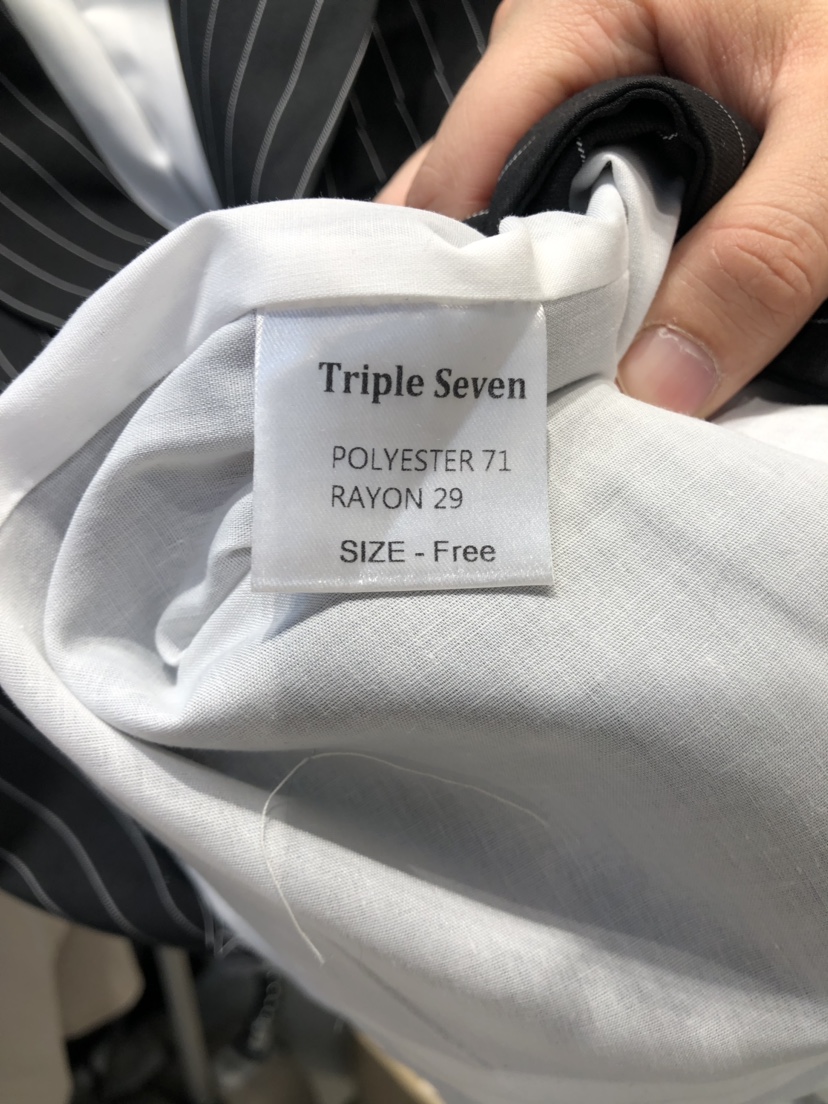 Triple Seven
POLYESTER 71
RAYON 29
SIZE - Free